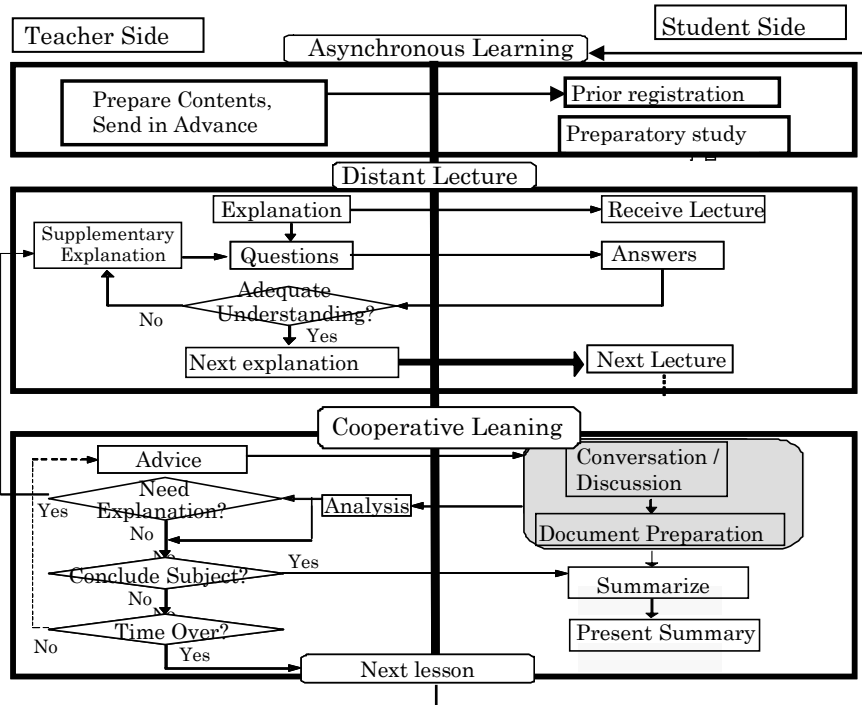 Teacher Side
Student Side
Asynchronous Learning
Prepare Contents,
Send in Advance
Prior registration
Preparatory study
Distant Lecture
Explanation
Receive Lecture
Supplementary
Explanation
Questions
Answers
Adequate
Understanding?
No
Yes
Next explanation
Next Lecture
Cooperative Leaning
Advice
Conversation /
Discussion
Need
Explanation?
Yes
Analysis
No
Document Preparation
No
Conclude Subject?
Yes
Summarize
No
No
Time Over?
No
Yes
Present Summary
Next lesson